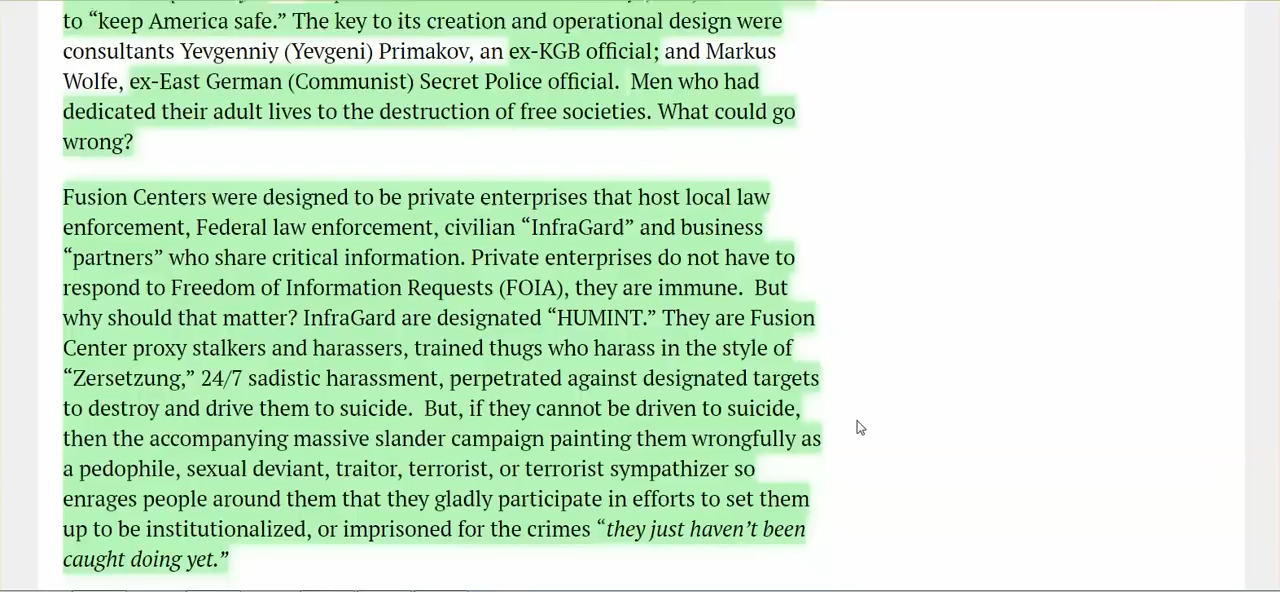 to “keep America safe.” The key to its creation and operational design were
consultants Yevgenniy (Yevgeni) Primakov, an ex-KGB official; and Markus
Wolfe, ex-East German (Communist) Secret Police official.  Men who had
dedicated their adult lives to the destruction of free societies. What could go
wrong?
Fusion Centers were designed to be private enterprises that host local law
enforcement, Federal law enforcement, civilian “InfraGard” and business
“partners” who share critical information. Private enterprises do not have to
respond to Freedom of Information Requests (FOIA), they are immune.  But
why should that matter? InfraGard are designated “HUMINT.” They are Fusion
Center proxy stalkers and harassers, trained thugs who harass in the style of
“Zersetzung,” 24/7 sadistic harassment, perpetrated against designated targets
to destroy and drive them to suicide.  But, if they cannot be driven to suicide,
then the accompanying massive slander campaign painting them wrongfully as
a pedophile, sexual deviant, traitor, terrorist, or terrorist sympathizer so
enrages people around them that they gladly participate in efforts to set them
up to be institutionalized, or imprisoned for the crimes “they just haven’t been
caught doing yet.”